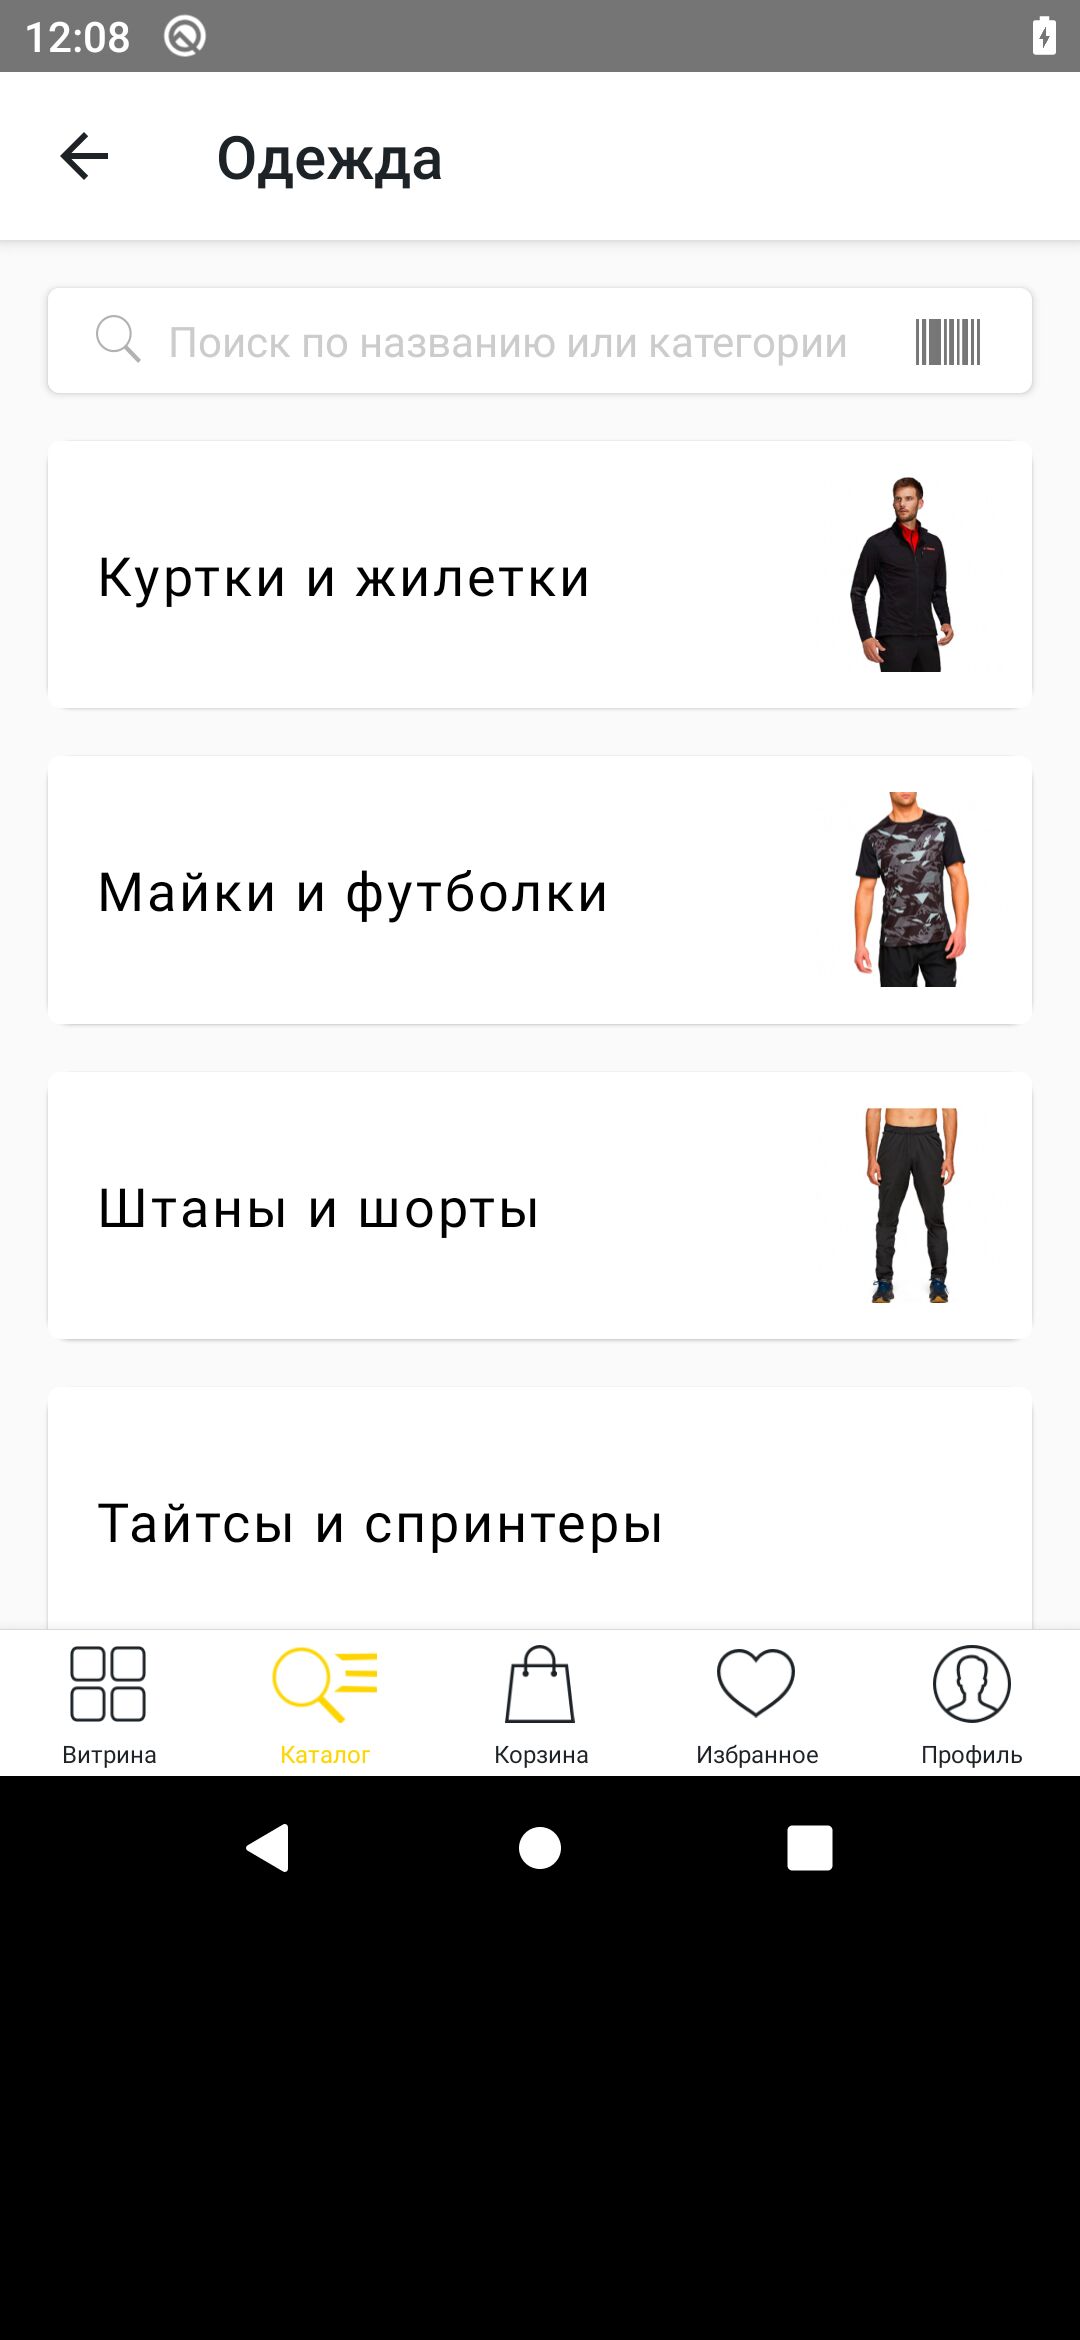 12:08
Одежда
Поиск по названию или категории
Куртки и жилетки
Майки и футболки
Штаны и шорты
Тайтсы и спринтеры
Витрина
Каталог
Корзина
Избранное
Профиль